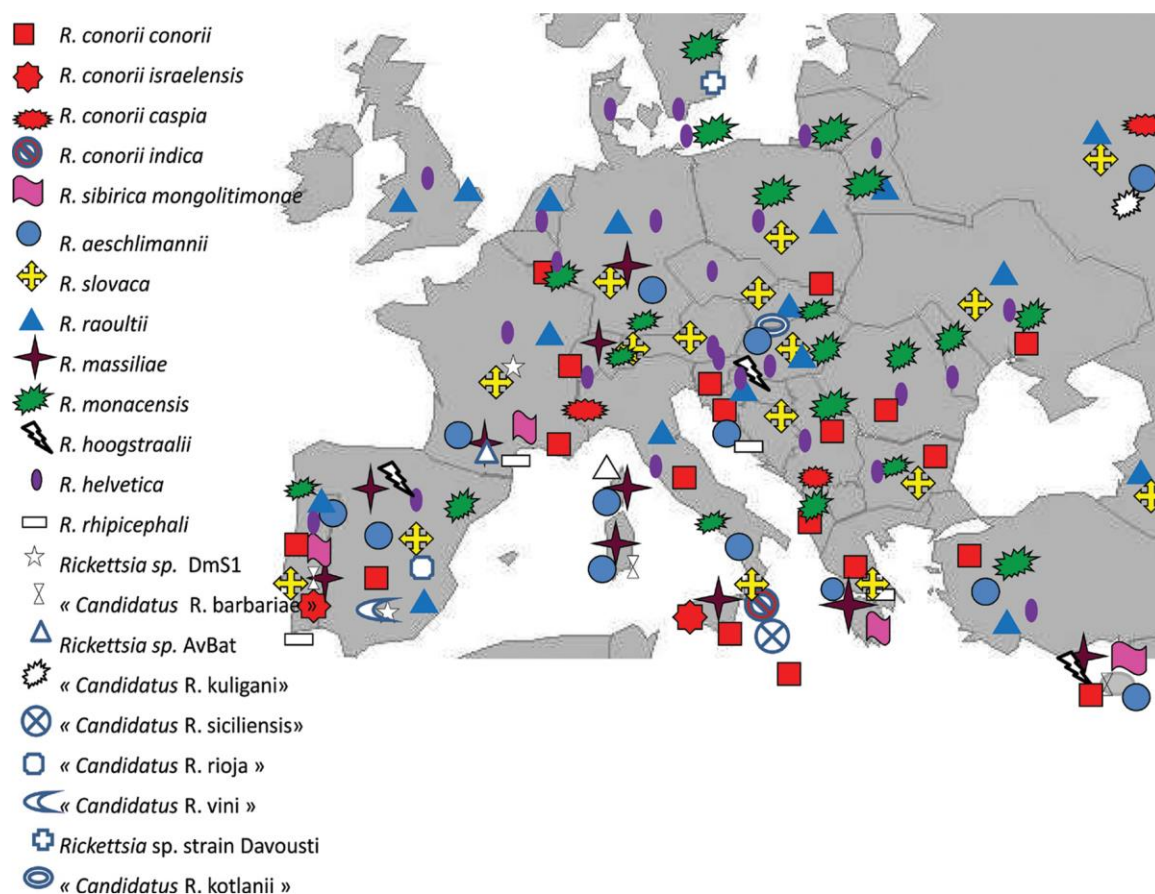 R. conorii conorii
R. conorii israelensis
R. conorii caspia
R. conorii indica
R. sibirica mongolitimonae
R. aeschlimannii
R. slovaca
R. raoultii
R. massiliae
R. monacensis
R. hoogstraalii
R. helvetica
R. rhipicephali
Rickettsia sp. DmS1
« Candidatus R. barbariae »
Rickettsia sp. AvBat
« Candidatus R. kuligani»
« Candidatus R. siciliensis»
« Candidatus R. rioja »
« Candidatus R. vini »
Rickettsia sp. strain Davousti
« Candidatus R. kotlanii »